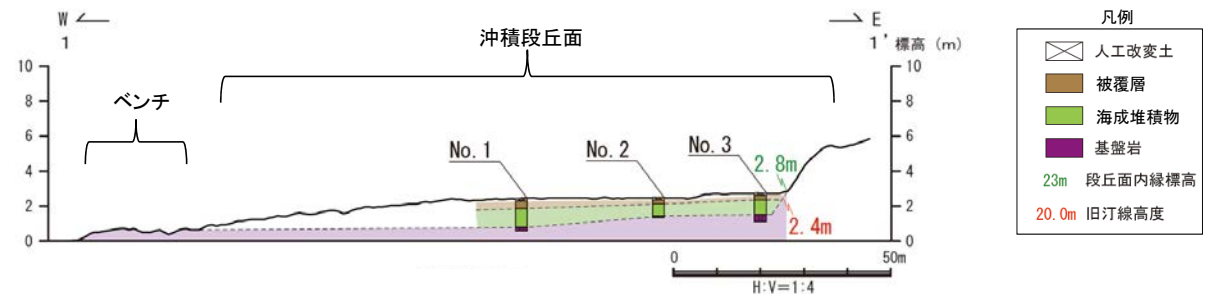 W
E
1
1' 標高 (m)
沖積段丘面
ベンチ
10
8
6
4
2
0
10
8
6
4
2
0
No. 1
No. 2
No. 3
2.8m
2.4m
0
50m
H:V=1:4
凡例
人工改変土
被覆層
海成堆積物
基盤岩
23m 段丘面内縁標高
20.0m 旧汀線高度